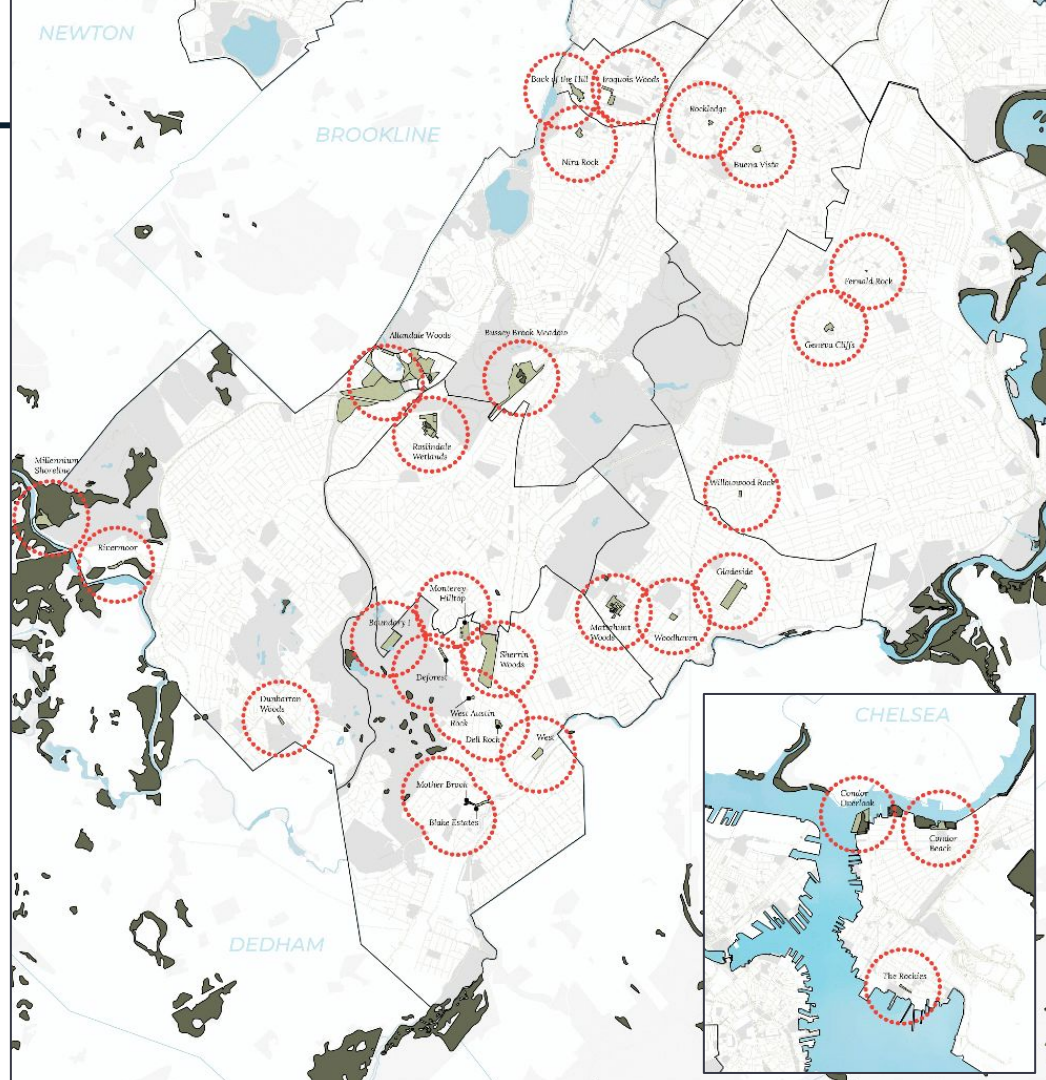 NEWTON
BROOKLINE
Back of the Hill
Iroquois Woods
Nira Rock
Rockledge
Buena Vista
Fernald Rock
Geneva Cliffs
Allandale Woods
Bussey Brook Meadow
Roslindale
Wetlands
Millennium
Shoreline
Rivermoor
Willowwood Rock
Gladeside
Monterey
Hilltop
Boundary I
Mattahunt
Woods
Woodhaven
Sherrin
Woods
Deforest
Dunbarton
Woods
West Austin
Rock
Dell Rock
West
Mother Brook
Blake Estates
DEDHAM
CHELSEA
Condor
Overlook
Condor
Beach
The Rockies